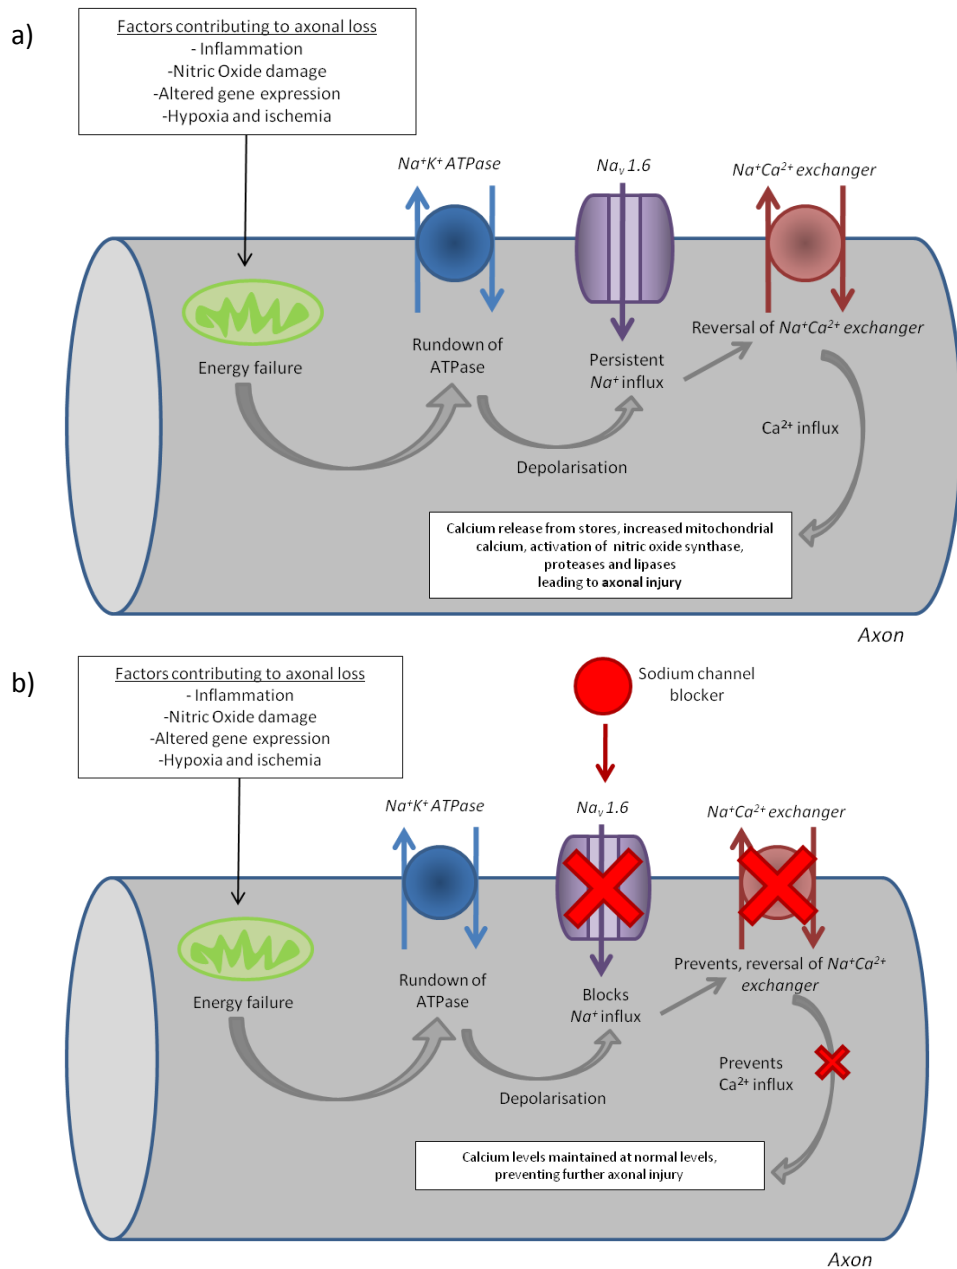 a)
Factors contributing to axonal loss
- Inflammation
-Nitric Oxide damage
-Altered gene expression
-Hypoxia and ischemia
Na⁺K⁺ ATPase
Naᵥ 1.6
Na⁺Ca²⁺ exchanger
Energy failure
Rundown of
ATPase
Persistent
Na⁺ influx
Reversal of Na⁺Ca²⁺ exchanger
Depolarisation
Ca²⁺ influx
Calcium release from stores, increased mitochondrial
calcium, activation of nitric oxide synthase,
proteases and lipases
leading to axonal injury
Axon
b)
Factors contributing to axonal loss
- Inflammation
-Nitric Oxide damage
-Altered gene expression
-Hypoxia and ischemia
Sodium channel
blocker
Na⁺K⁺ ATPase
Naᵥ 1.6
Na⁺Ca²⁺ exchanger
Energy failure
Rundown of
ATPase
Blocks
Na⁺ influx
Prevents, reversal of Na⁺Ca²⁺
exchanger
Depolarisation
Prevents
Ca²⁺ influx
Calcium levels maintained at normal levels,
preventing further axonal injury
Axon